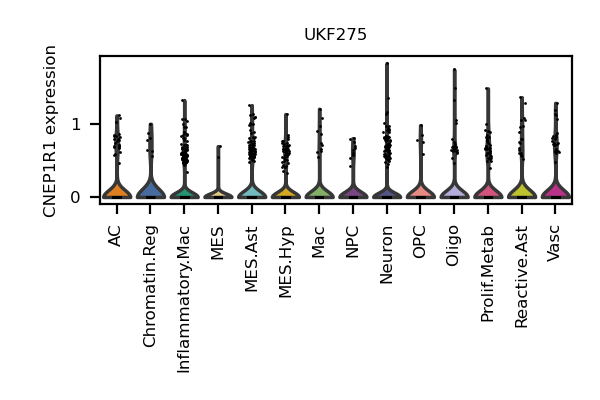 UKF275
CNEP1R1 expression
1
0
AC
Chromatin.Reg
Inflammatory.Mac
MES
MES.Ast
MES.Hyp
Mac
NPC
Neuron
OPC
Oligo
Prolif.Metab
Reactive.Ast
Vasc